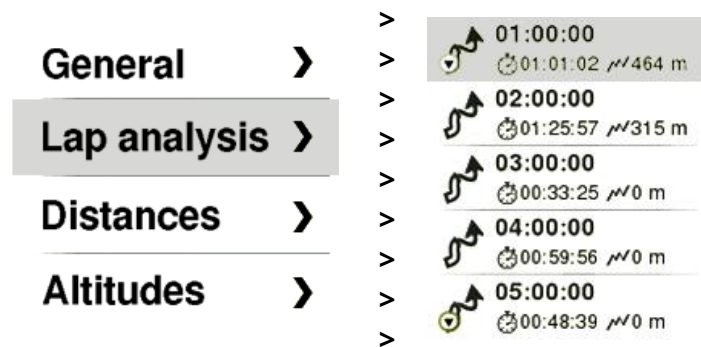 General ❯
Lap analysis ❯
Distances ❯
Altitudes ❯
>
>
>
>
>
>
>
>
>
01:00:00
01:01:02 464 m
02:00:00
01:25:57 315 m
03:00:00
00:33:25 0 m
04:00:00
00:59:56 0 m
05:00:00
00:48:39 0 m